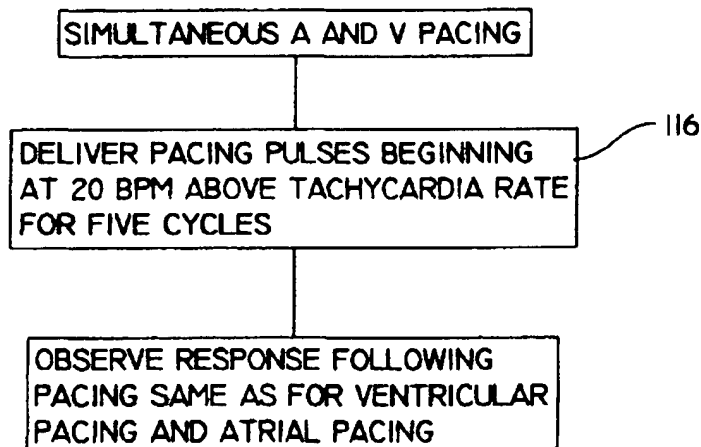 SIMULTANEOUS A AND V PACING
116
DELIVER PACING PULSES BEGINNING
AT 20 BPM ABOVE TACHYCARDIA RATE
FOR FIVE CYCLES
OBSERVE RESPONSE FOLLOWING
PACING SAME AS FOR VENTRICULAR
PACING AND ATRIAL PACING